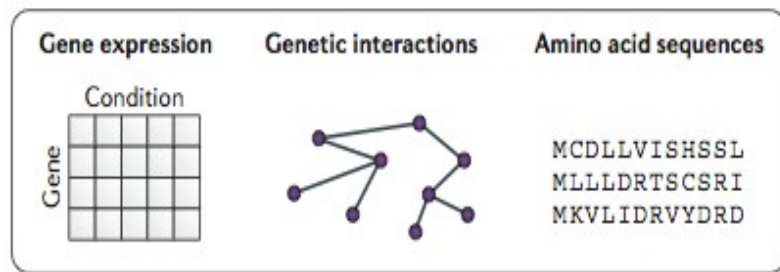 Gene expression
Genetic interactions
Amino acid sequences
Condition
Gene
MCDLLVISHSSL
MLLLDRTSCSRI
MKVLIDRVYDRD